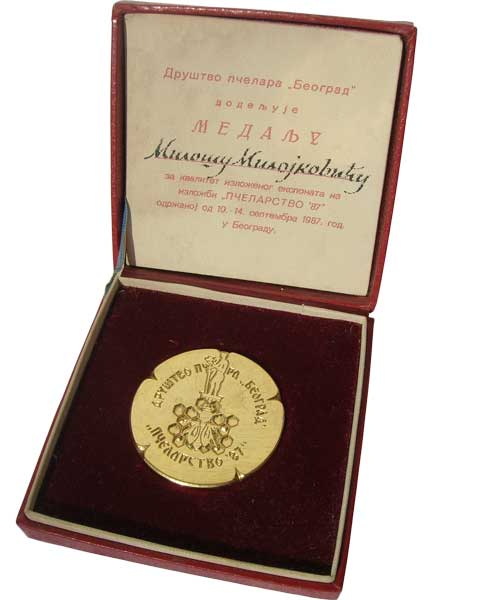 Друштво пчелара „Београд"
додељује
МЕДАЉУ
Милошу Милојковићу
за квалитет изложеног експоната на
изложби „ПЧЕЛАРСТВО '87"
одржаној од 10.-14. септембра 1987. год.
у Београду.
ДРУШТВО ПЧЕЛАРА „БЕОГРАД"
„ПЧЕЛАРСТВО-87"